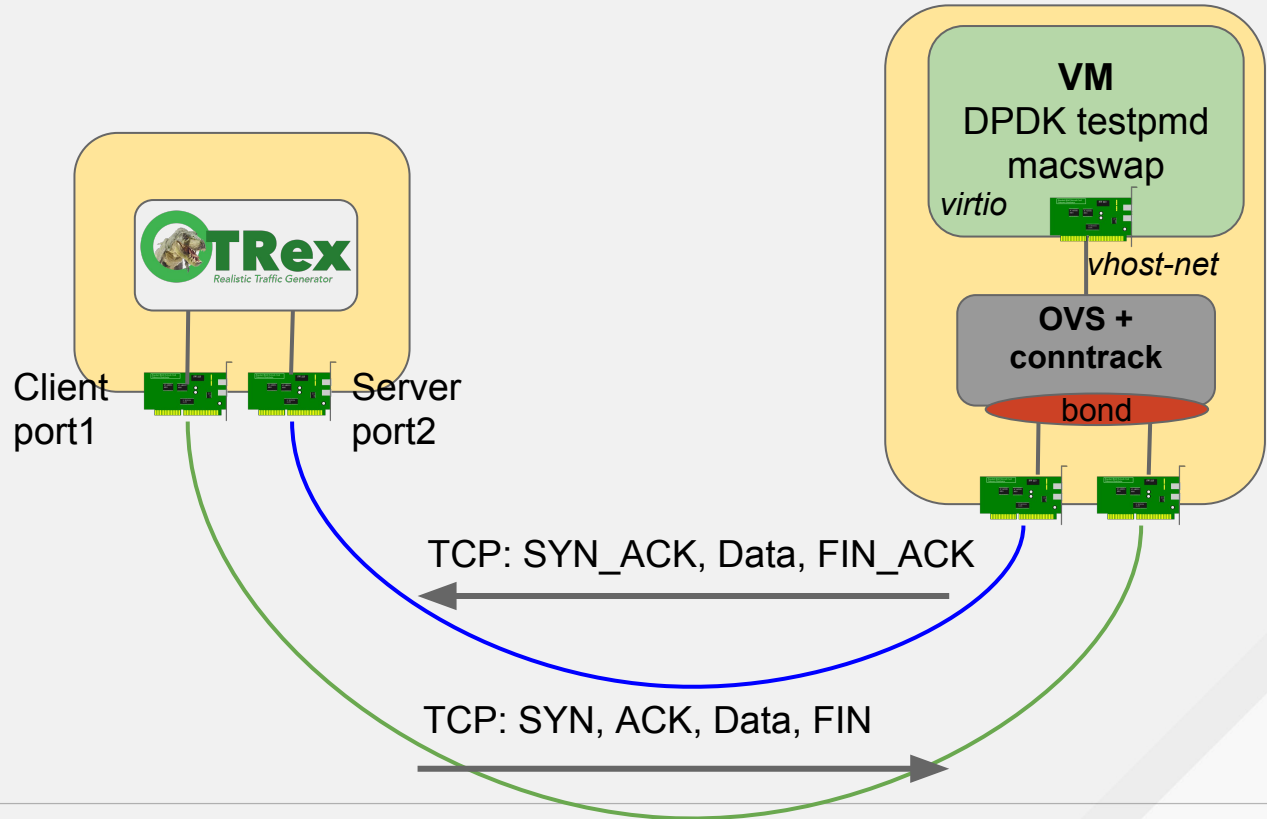 VM
DPDK testpmd
macswap
virtio
vhost-net
OVS +
conntrack
bond
TRex
Realistic Traffic Generator
Client
port1
Server
port2
TCP: SYN_ACK, Data, FIN_ACK
TCP: SYN, ACK, Data, FIN